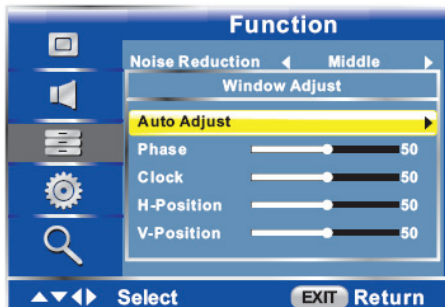 Function
Noise Reduction Middle
Window Adjust
Auto Adjust
Phase 50
Clock 50
H-Position 50
V-Position 50
Select EXIT Return